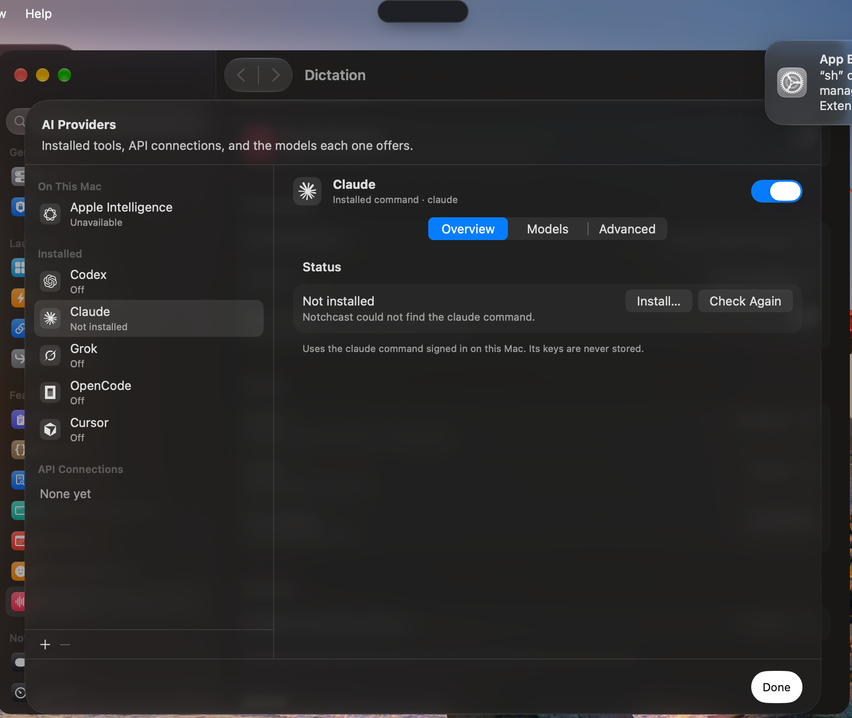 Help
Dictation
App
"sh"
mana
Exten
AI Providers
Installed tools, API connections, and the models each one offers.
On This Mac
Apple Intelligence
Unavailable
Installed
Codex
Off
Claude
Not installed
Grok
Off
OpenCode
Off
Cursor
Off
API Connections
None yet
Claude
Installed command · claude
Overview
Models
Advanced
Status
Not installed
Notchcast could not find the claude command.
Install...
Check Again
Uses the claude command signed in on this Mac. Its keys are never stored.
Done